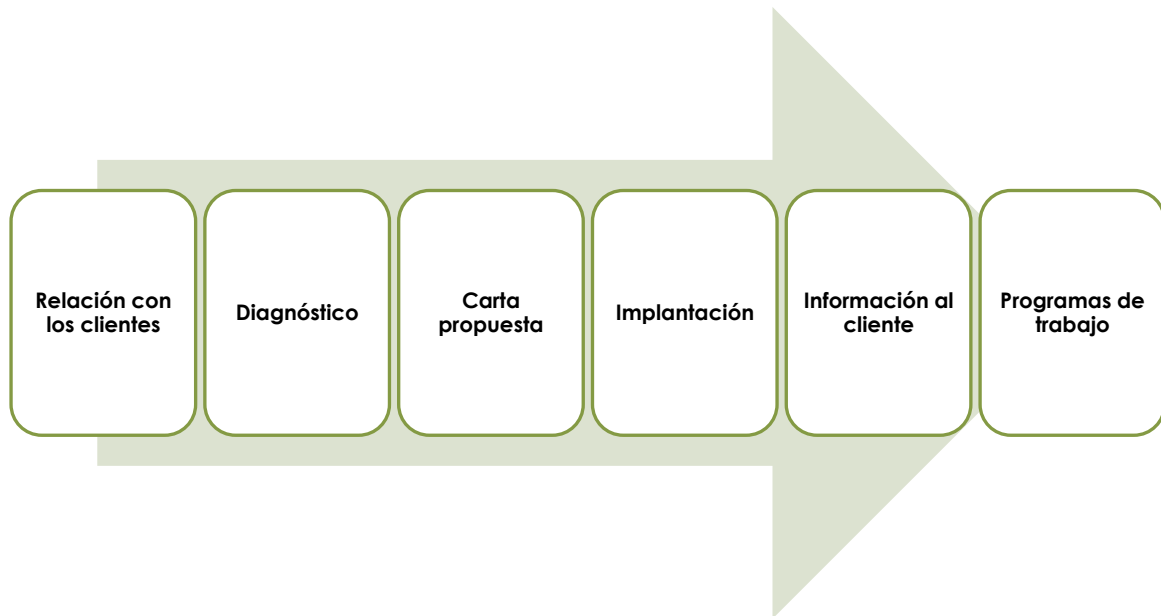 Relación con
los clientes
Diagnóstico
Carta
propuesta
Implantación
Información al
cliente
Programas de
trabajo